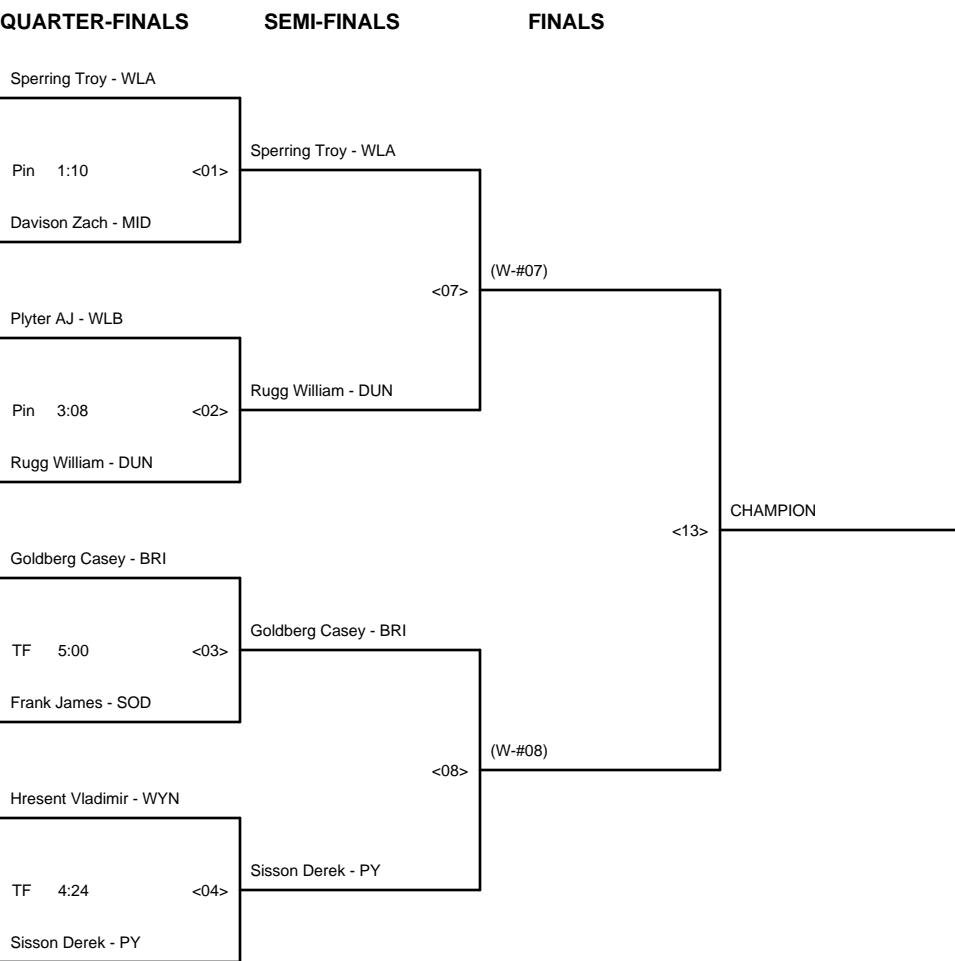 QUARTER-FINALS SEMI-FINALS FINALS
Sperring Troy - WLA
Sperring Troy - WLA
Pin 1:10 <01>
Davison Zach - MID
(W-#07)
<07>
Plyter AJ - WLB
Rugg William - DUN
Pin 3:08 <02>
Rugg William - DUN
CHAMPION
<13>
Goldberg Casey - BRI
Goldberg Casey - BRI
TF 5:00 <03>
Frank James - SOD
(W-#08)
<08>
Hresent Vladimir - WYN
Sisson Derek - PY
TF 4:24 <04>
Sisson Derek - PY